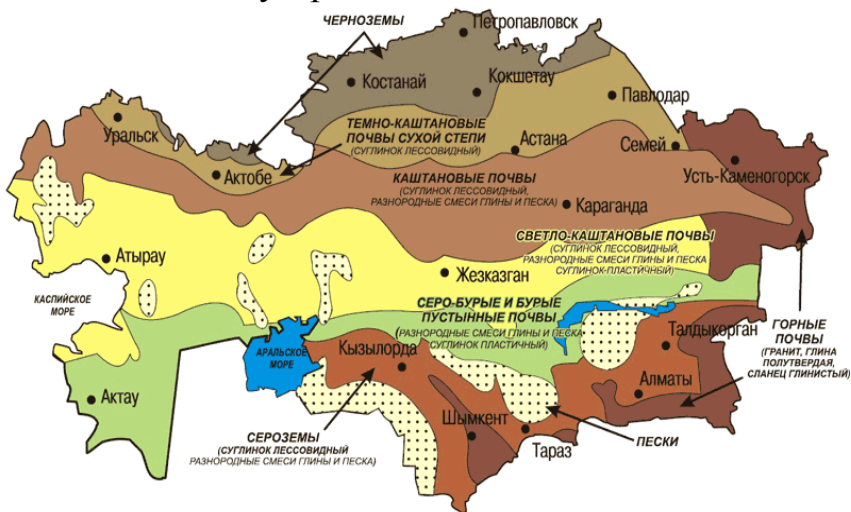 ЧЕРНОЗЕМЫ
Петропавловск
Костанай
Кокшетау
Павлодар
Уральск
ТЕМНО-КАШТАНОВЫЕ
ПОЧВЫ СУХОЙ СТЕПИ
(СУГЛИНОК ЛЕССОВИДНЫЙ)
Астана
Семей
Актобе
КАШТАНОВЫЕ ПОЧВЫ
(СУГЛИНОК ЛЕССОВИДНЫЙ,
РАЗНОРОДНЫЕ СМЕСИ ГЛИНЫ И ПЕСКА)
Усть-Каменогорск
Караганда
СВЕТЛО-КАШТАНОВЫЕ ПОЧВЫ
(СУГЛИНОК ЛЕССОВИДНЫЙ,
РАЗНОРОДНЫЕ СМЕСИ ГЛИНЫ И ПЕСКА
СУГЛИНОК-ПЛАСТИЧНЫЙ)
Атырау
Жезказган
КАСПИЙСКОЕ
МОРЕ
СЕРО-БУРЫЕ И БУРЫЕ
ПУСТЫННЫЕ ПОЧВЫ
(РАЗНОРОДНЫЕ СМЕСИ ГЛИНЫ И ПЕСКА
СУГЛИНОК ПЛАСТИЧНЫЙ)
Талдыкорган
ГОРНЫЕ
ПОЧВЫ
(ГРАНИТ, ГЛИНА
ПОЛУТВЕРДАЯ,
СЛАНЕЦ ГЛИНИСТЫЙ)
АРАЛЬСКОЕ
МОРЕ
Кызылорда
Алматы
Актау
Шымкент
СЕРОЗЕМЫ
(СУГЛИНОК ЛЕССОВИДНЫЙ
РАЗНОРОДНЫЕ СМЕСИ ГЛИНЫ И ПЕСКА)
Тараз
ПЕСКИ